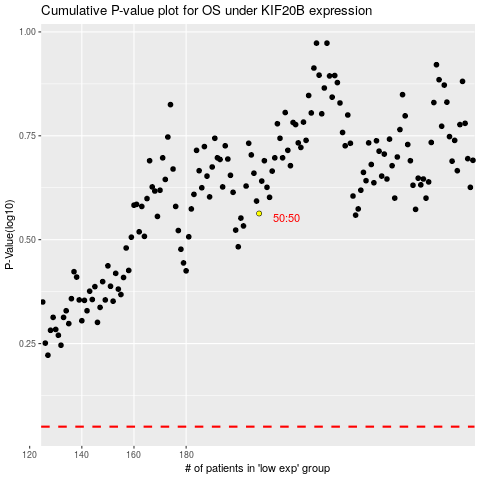 Cumulative P-value plot for OS under KIF20B expression
P-Value(log10)
1.00
0.75
0.50
0.25
50:50
120 140 160 180
# of patients in 'low exp' group